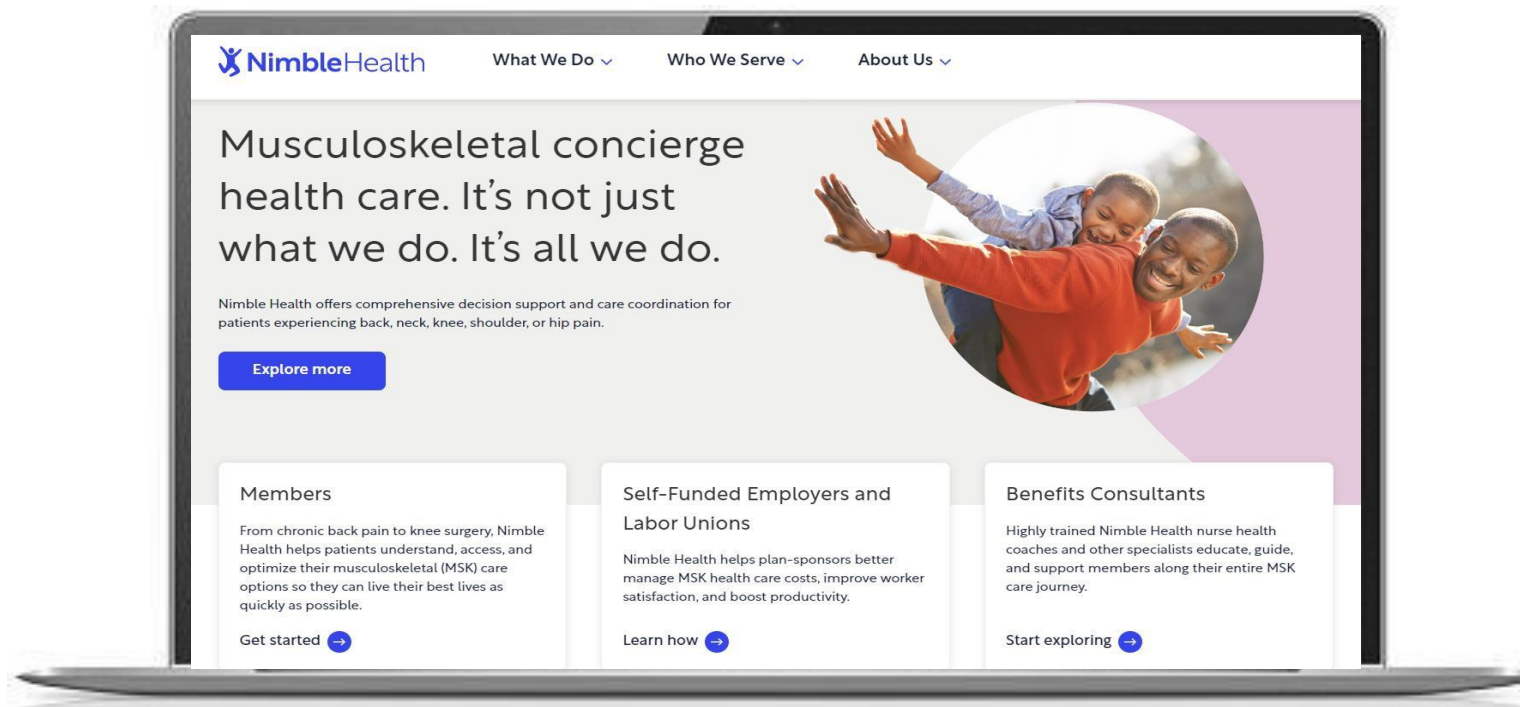 NimbleHealth
What We Do
Who We Serve
About Us
Musculoskeletal concierge
health care. It's not just
what we do. It's all we do.
Nimble Health offers comprehensive decision support and care coordination for
patients experiencing back, neck, knee, shoulder, or hip pain.
Explore more
Members
From chronic back pain to knee surgery, Nimble
Health helps patients understand, access, and
optimize their musculoskeletal (MSK) care
options so they can live their best lives as
quickly as possible.
Get started
Self-Funded Employers and
Labor Unions
Nimble Health helps plan-sponsors better
manage MSK health care costs, improve worker
satisfaction, and boost productivity.
Learn how
Benefits Consultants
Highly trained Nimble Health nurse health
coaches and other specialists educate, guide,
and support members along their entire MSK
care journey.
Start exploring